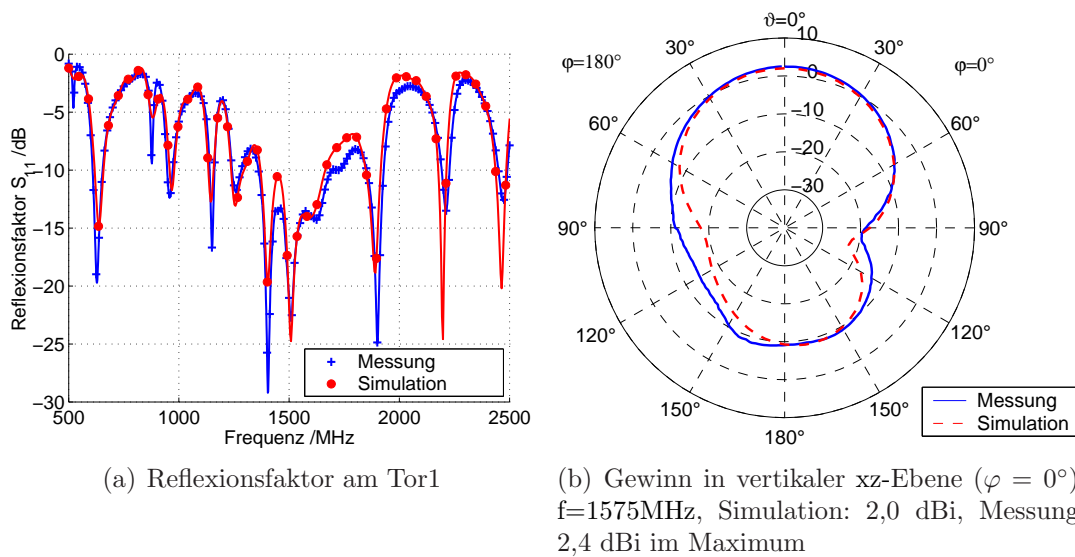 0
−5
−10
−15
−20
−25
−30
500
1000
1500
2000
2500
Reflexionsfaktor S11 /dB
Frequenz /MHz
Messung
Simulation
(a) Reflexionsfaktor am Tor1
ϑ=0°
10
0
−10
−20
−30
φ=180°
φ=0°
30°
30°
60°
60°
90°
90°
120°
120°
150°
150°
180°
Messung
Simulation
(b) Gewinn in vertikaler xz-Ebene (φ = 0°)
f=1575MHz, Simulation: 2,0 dBi, Messung
2,4 dBi im Maximum